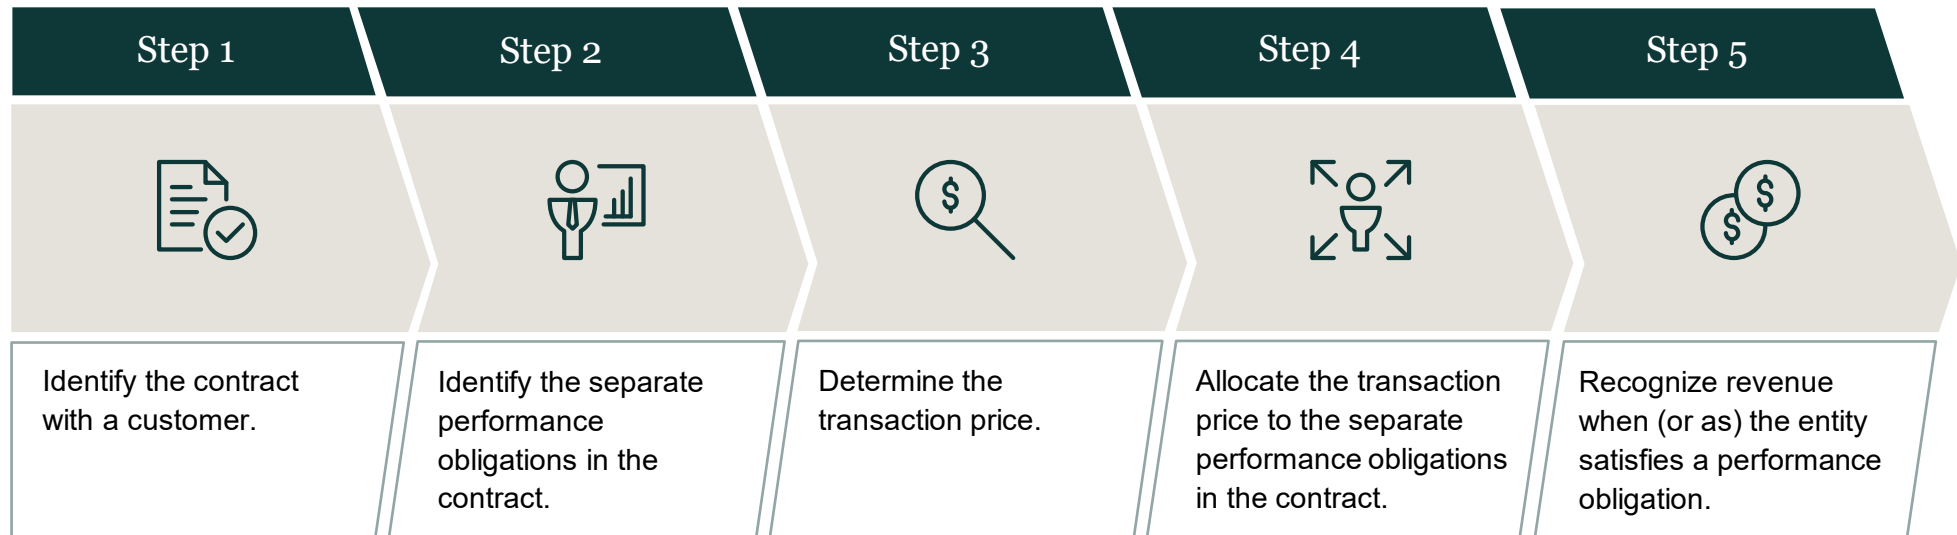 Step 1
Step 2
Step 3
Step 4
Step 5
$
$
$
Identify the contract
with a customer.
Identify the separate
performance
obligations in the
contract.
Determine the
transaction price.
Allocate the transaction
price to the separate
performance obligations
in the contract.
Recognize revenue
when (or as) the entity
satisfies a performance
obligation.